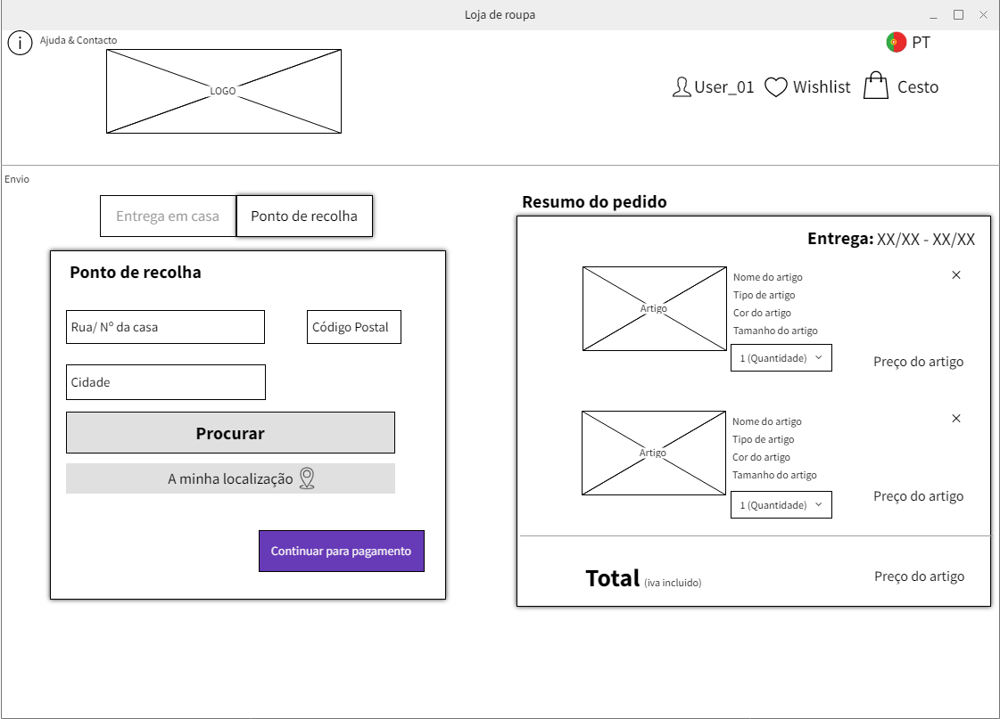 Loja de roupa
Ajuda & Contacto
PT
LOGO
User_01
Wishlist
Cesto
Envio
Entrega em casa
Ponto de recolha
Ponto de recolha
Rua/ Nº da casa
Código Postal
Cidade
Procurar
A minha localização
Continuar para pagamento
Resumo do pedido
Entrega: XX/XX - XX/XX
Artigo
Nome do artigo
Tipo de artigo
Cor do artigo
Tamanho do artigo
1 (Quantidade)
Preço do artigo
Artigo
Nome do artigo
Tipo de artigo
Cor do artigo
Tamanho do artigo
1 (Quantidade)
Preço do artigo
Total (iva incluido)
Preço do artigo